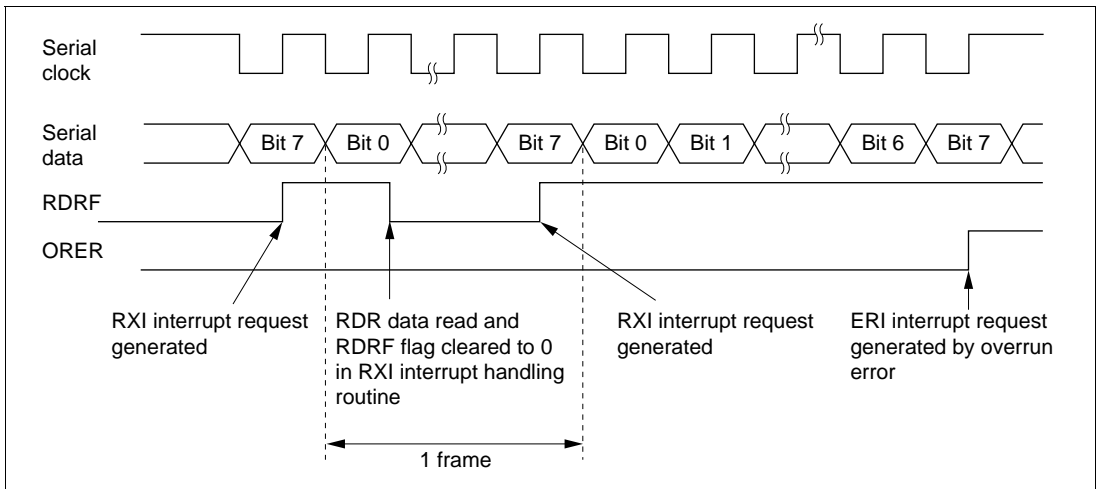 Serial
clock
Serial
data
Bit 7 Bit 0 Bit 7 Bit 0 Bit 1 Bit 6 Bit 7
RDRF
ORER
RXI interrupt request
generated
RDR data read and
RDRF flag cleared to 0
in RXI interrupt handling
routine
RXI interrupt request
generated
ERI interrupt request
generated by overrun
error
1 frame